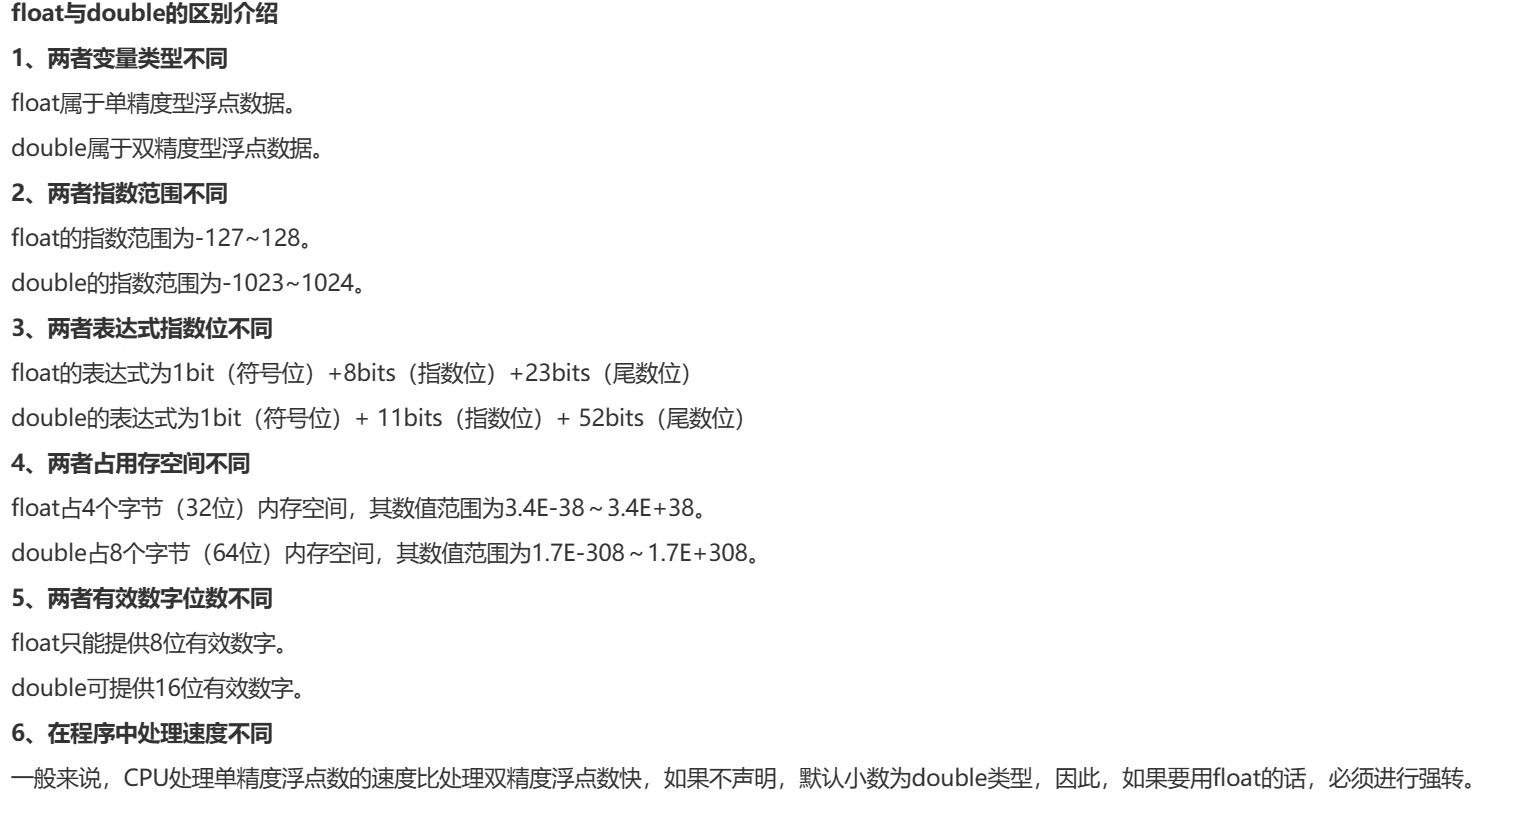 float与double的区别介绍
1、两者变量类型不同
float属于单精度型浮点数据。
double属于双精度型浮点数据。
2、两者指数范围不同
float的指数范围为-127~128。
double的指数范围为-1023~1024。
3、两者表达式指数位不同
float的表达式为1bit（符号位）+8bits（指数位）+23bits（尾数位）
double的表达式为1bit（符号位）+ 11bits（指数位）+ 52bits（尾数位）
4、两者占用存空间不同
float占4个字节（32位）内存空间，其数值范围为3.4E-38～3.4E+38。
double占8个字节（64位）内存空间，其数值范围为1.7E-308～1.7E+308。
5、两者有效数字位数不同
float只能提供8位有效数字。
double可提供16位有效数字。
6、在程序中处理速度不同
一般来说，CPU处理单精度浮点数的速度比处理双精度浮点数快，如果不声明，默认小数为double类型，因此，如果要用float的话，必须进行强转。